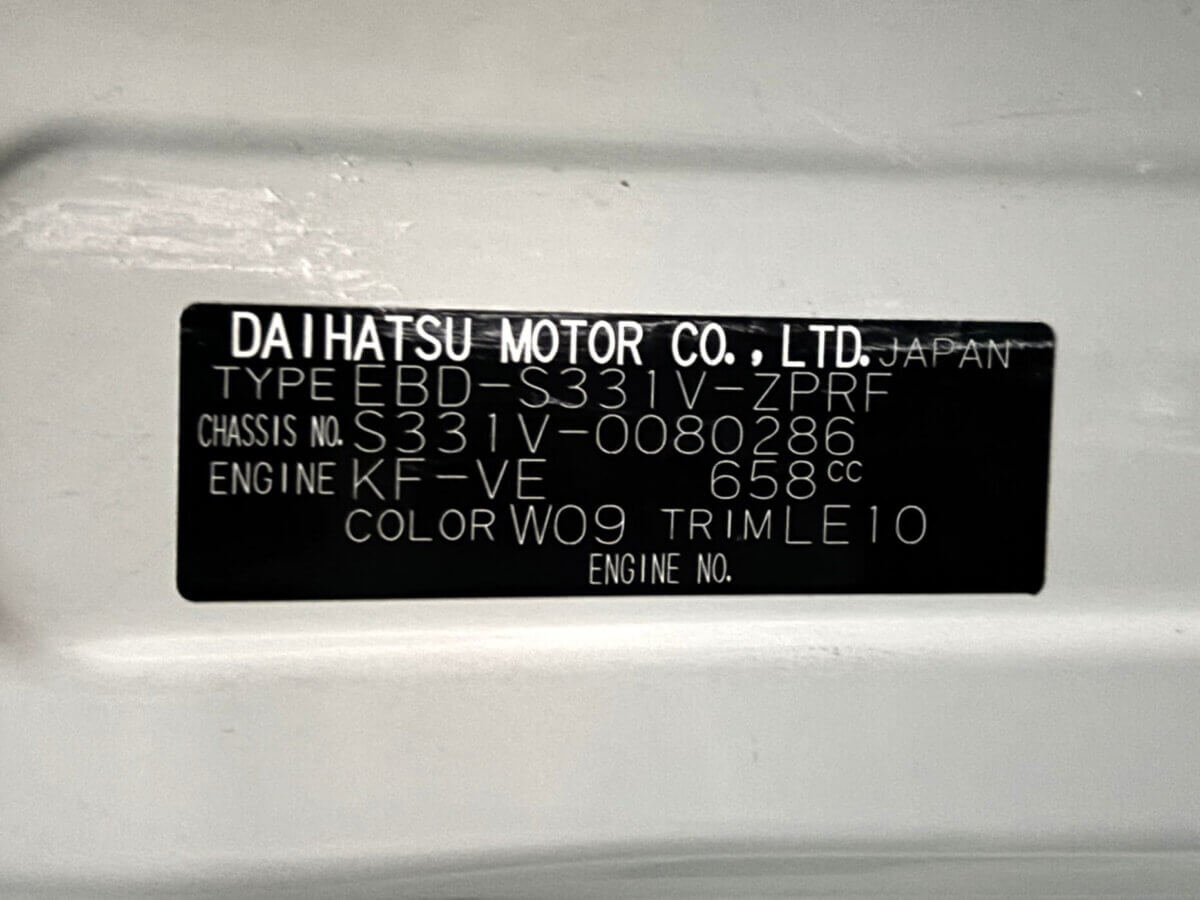 DAIHATSU MOTOR CO., LTD. JAPAN
TYPE EBD-S331V-ZPRF
CHASSIS NO. S331V-0080286
ENGINE KF-VE 658cc
COLOR W09 TRIM LE10
ENGINE NO.